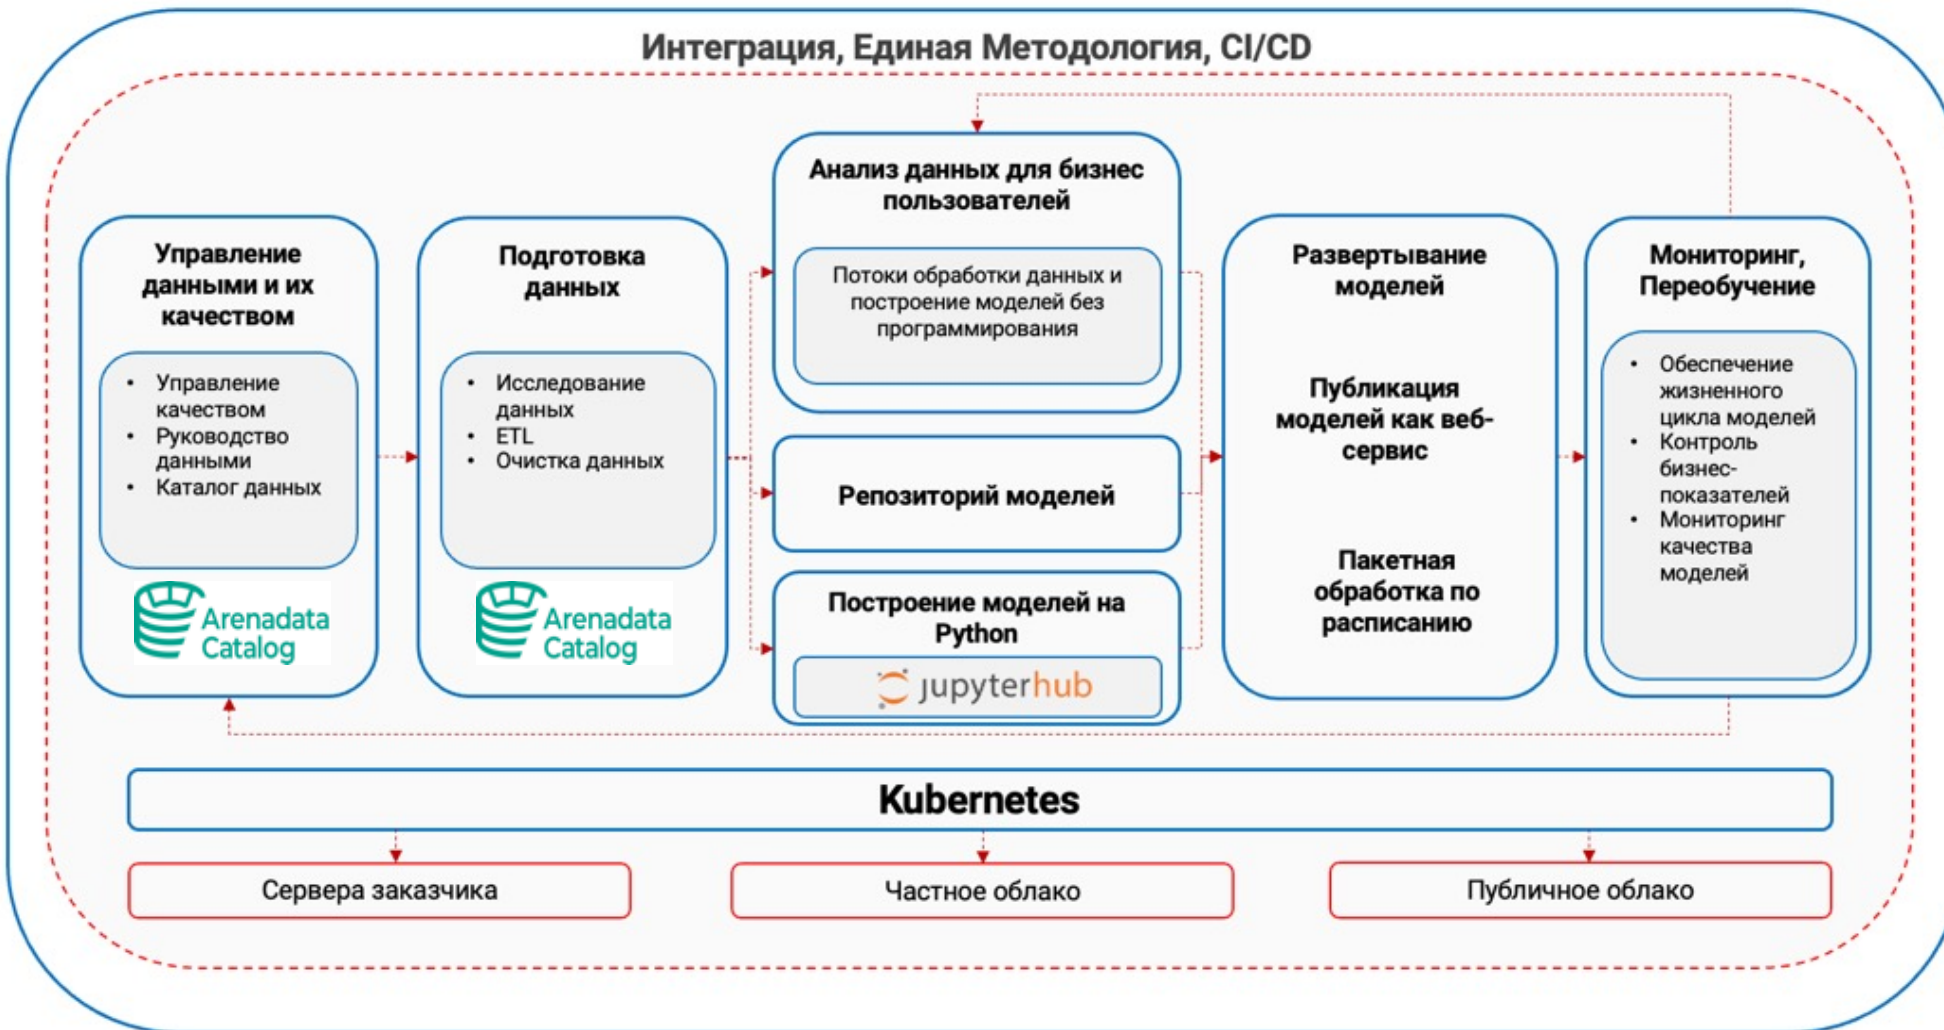 Интеграция, Единая Методология, CI/CD
Управление
данными и их
качеством
• Управление
качеством
• Руководство
данными
• Каталог данных
Arenadata
Catalog
Подготовка
данных
• Исследование
данных
• ETL
• Очистка данных
Arenadata
Catalog
Анализ данных для бизнес
пользователей
Потоки обработки данных и
построение моделей без
программирования
Репозиторий моделей
Построение моделей на
Python
jupyterhub
Развертывание
моделей
Публикация
моделей как веб-
сервис
Пакетная
обработка по
расписанию
Мониторинг,
Переобучение
• Обеспечение
жизненного
цикла моделей
• Контроль
бизнес-
показателей
• Мониторинг
качества
моделей
Kubernetes
Сервера заказчика
Частное облако
Публичное облако